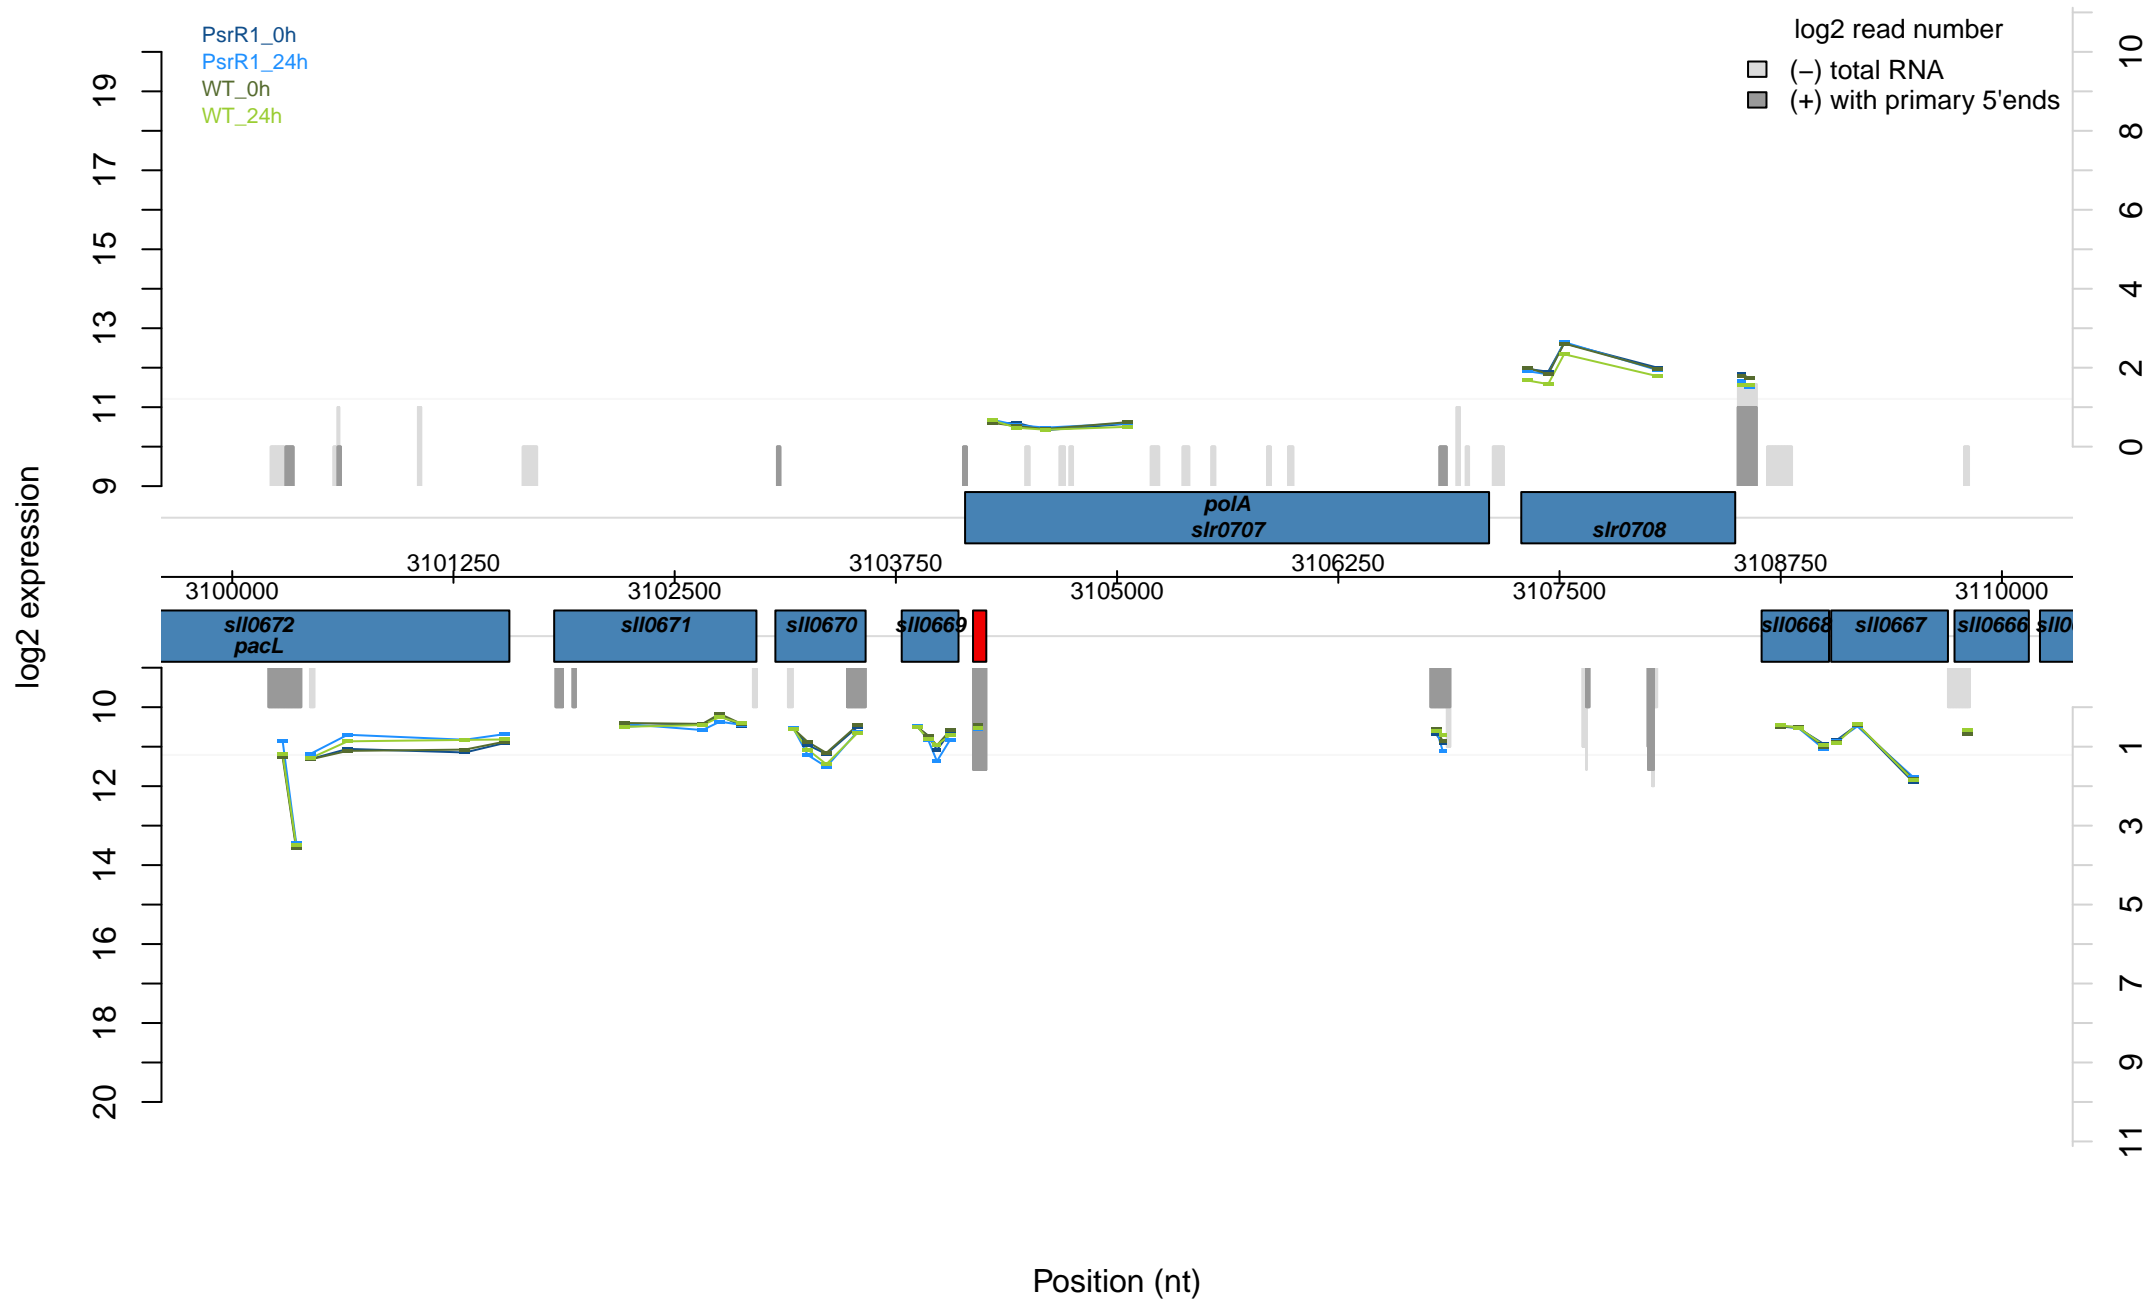 PsrR1_0h
PsrR1_24h
WT_0h
WT_24h
log2 read number
(−) total RNA
(+) with primary 5'ends
19
17
15
13
11
9
10
8
6
4
2
0
log2 expression
polA
slr0707
slr0708
3101250
3103750
3106250
3108750
3100000
3102500
3105000
3107500
3110000
sll0672
pacL
sll0671
sll0670
sll0669
sll0668
sll0667
sll0666
sll0
10
12
14
16
18
20
1
3
5
7
9
11
Position (nt)